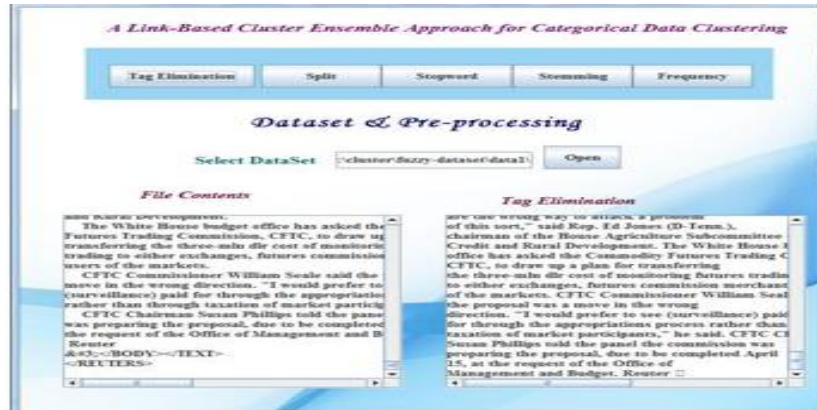 A Link-Based Cluster Ensemble Approach for Categorical Data Clustering
Tag Elimination
Split
Stopword
Stemming
Frequency
Dataset & Pre-processing
Select DataSet
:\cluster\fuzzy-dataset\data1\
Open
File Contents
and Rural Development.
The White House budget office has asked the
Futures Trading Commission, CFTC, to draw up
transferring the three-mln dlr cost of monitorin
trading to either exchanges, futures commission
users of the markets.
CFTC Commissioner William Seale said the
move in the wrong direction. "I would prefer to
(surveillance) paid for through the appropriatio
rather than through taxation of market particip
CFTC Chairman Susan Phillips told the pane
was preparing the proposal, due to be completed
the request of the Office of Management and B
Reuter
&#3;</BODY></TEXT>
</REUTERS>
Tag Elimination
are the wrong way to attack a problem
of this sort," said Rep. Ed Jones (D-Tenn.),
chairman of the House Agriculture Subcommittee
Credit and Rural Development. The White House
office has asked the Commodity Futures Trading C
CFTC, to draw up a plan for transferring
the three-mln dlr cost of monitoring futures tradin
to either exchanges, futures commission merchant
of the markets. CFTC Commissioner William Seal
the proposal was a move in the wrong
direction. "I would prefer to see (surveillance) paid
for through the appropriations process rather than
taxation of market participants," he said. CFTC C
Susan Phillips told the panel the commission was
preparing the proposal, due to be completed April
15, at the request of the Office of
Management and Budget. Reuter □